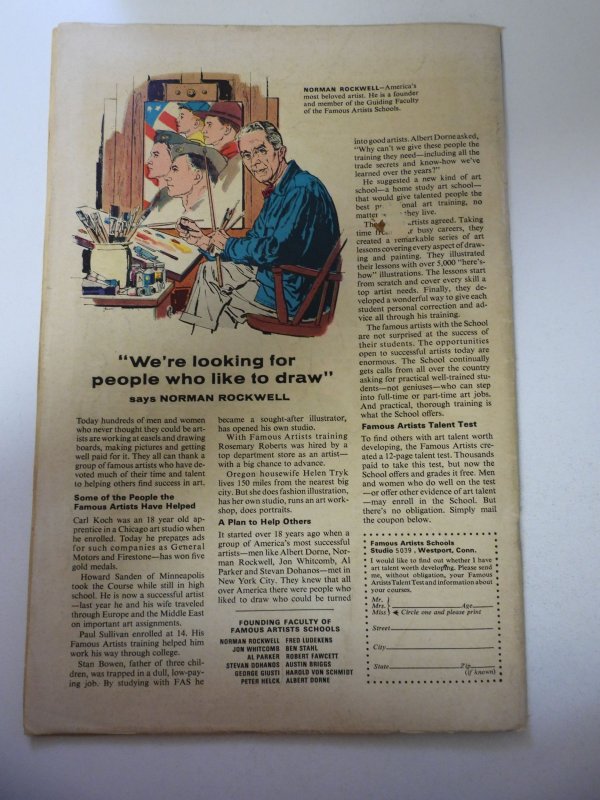 NORMAN ROCKWELL—America's
most beloved artist. He is a founder
and member of the Guiding Faculty
of the Famous Artists Schools.
"We're looking for
people who like to draw"
says NORMAN ROCKWELL
Today hundreds of men and women
who never thought they could be art-
ists are working at easels and drawing
boards, making pictures and getting
well paid for it. They all can thank a
group of famous artists who have de-
voted much of their time and talent
to helping others find success in art.
Some of the People the
Famous Artists Have Helped
Carl Koch was an 18 year old ap-
prentice in a Chicago art studio when
he enrolled. Today he prepares ads
for such companies as General
Motors and Firestone—has won five
gold medals.
Howard Sanden of Minneapolis
took the Course while still in high
school. He is now a successful artist
—last year he and his wife traveled
through Europe and the Middle East
on important art assignments.
Paul Sullivan enrolled at 14. His
Famous Artists training helped him
work his way through college.
Stan Bowen, father of three chil-
dren, was trapped in a dull, low-pay-
ing job. By studying with FAS he
became a sought-after illustrator,
has opened his own studio.
With Famous Artists training
Rosemary Roberts was hired by a
top department store as an artist—
with a big chance to advance.
Oregon housewife Helen Tryk
lives 150 miles from the nearest big
city. But she does fashion illustration,
has her own studio, runs an art work-
shop, does portraits.
A Plan to Help Others
It started over 18 years ago when a
group of America's most successful
artists—men like Albert Dorne, Nor-
man Rockwell, Jon Whitcomb, Al
Parker and Stevan Dohanos—met in
New York City. They knew that all
over America there were people who
liked to draw who could be turned
FOUNDING FACULTY OF
FAMOUS ARTISTS SCHOOLS
NORMAN ROCKWELL FRED LUDEKENS
JON WHITCOMB BEN STAHL
AL PARKER ROBERT FAWCETT
STEVAN DOHANOS AUSTIN BRIGGS
GEORGE GIUSTI HAROLD VON SCHMIDT
PETER HELCK ALBERT DORNE
into good artists. Albert Dorne asked,
"Why can't we give these people the
training they need—including all the
trade secrets and know-how we've
learned over the years?"
He suggested a new kind of art
school—a home study art school—
that would give talented people the
best p onal art training, no
matter hey live.
The rtists agreed. Taking
time fr r busy careers, they
created a remarkable series of art
lessons covering every aspect of draw-
ing and painting. They illustrated
their lessons with over 5,000 "here's-
how" illustrations. The lessons start
from scratch and cover every skill a
top artist needs. Finally, they de-
veloped a wonderful way to give each
student personal correction and ad-
vice all through his training.
The famous artists with the School
are not surprised at the success of
their students. The opportunities
open to successful artists today are
enormous. The School continually
gets calls from all over the country
asking for practical well-trained stu-
dents—not geniuses—who can step
into full-time or part-time art jobs.
And practical, thorough training is
what the School offers.
Famous Artists Talent Test
To find others with art talent worth
developing, the Famous Artists cre-
ated a 12-page talent test. Thousands
paid to take this test, but now the
School offers and grades it free. Men
and women who do well on the test
—or offer other evidence of art talent
—may enroll in the School. But
there's no obligation. Simply mail
the coupon below.
Famous Artists Schools
Studio 5039, Westport, Conn.
I would like to find out whether I have
art talent worth developing. Please send
me, without obligation, your Famous
Artists Talent Test and information about
your courses.
Mr.
Mrs. Age
Miss Circle one and please print
Street
City
State Zip
(if known)